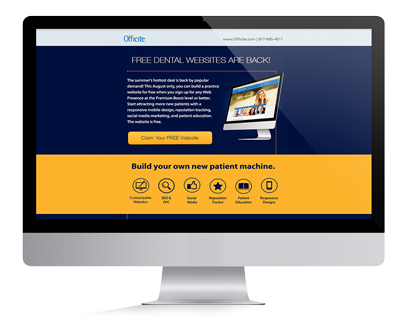 Officite
www.Officite.com | 877-898-4011
FREE DENTAL WEBSITES ARE BACK!
The summer's hottest deal is back by popular
demand! This August only, you can build a practice
website for free when you sign up for any Web
Presence at the Premium Boost level or better.
Start attracting more new patients with a
responsive mobile design, reputation tracking,
social media marketing, and patient education.
The website is free.
Claim Your FREE Website
Build your own new patient machine.
Customizable
Websites
SEO &
PPC
Social
Media
Reputation
Tracker
Patient
Education
Responsive
Designs